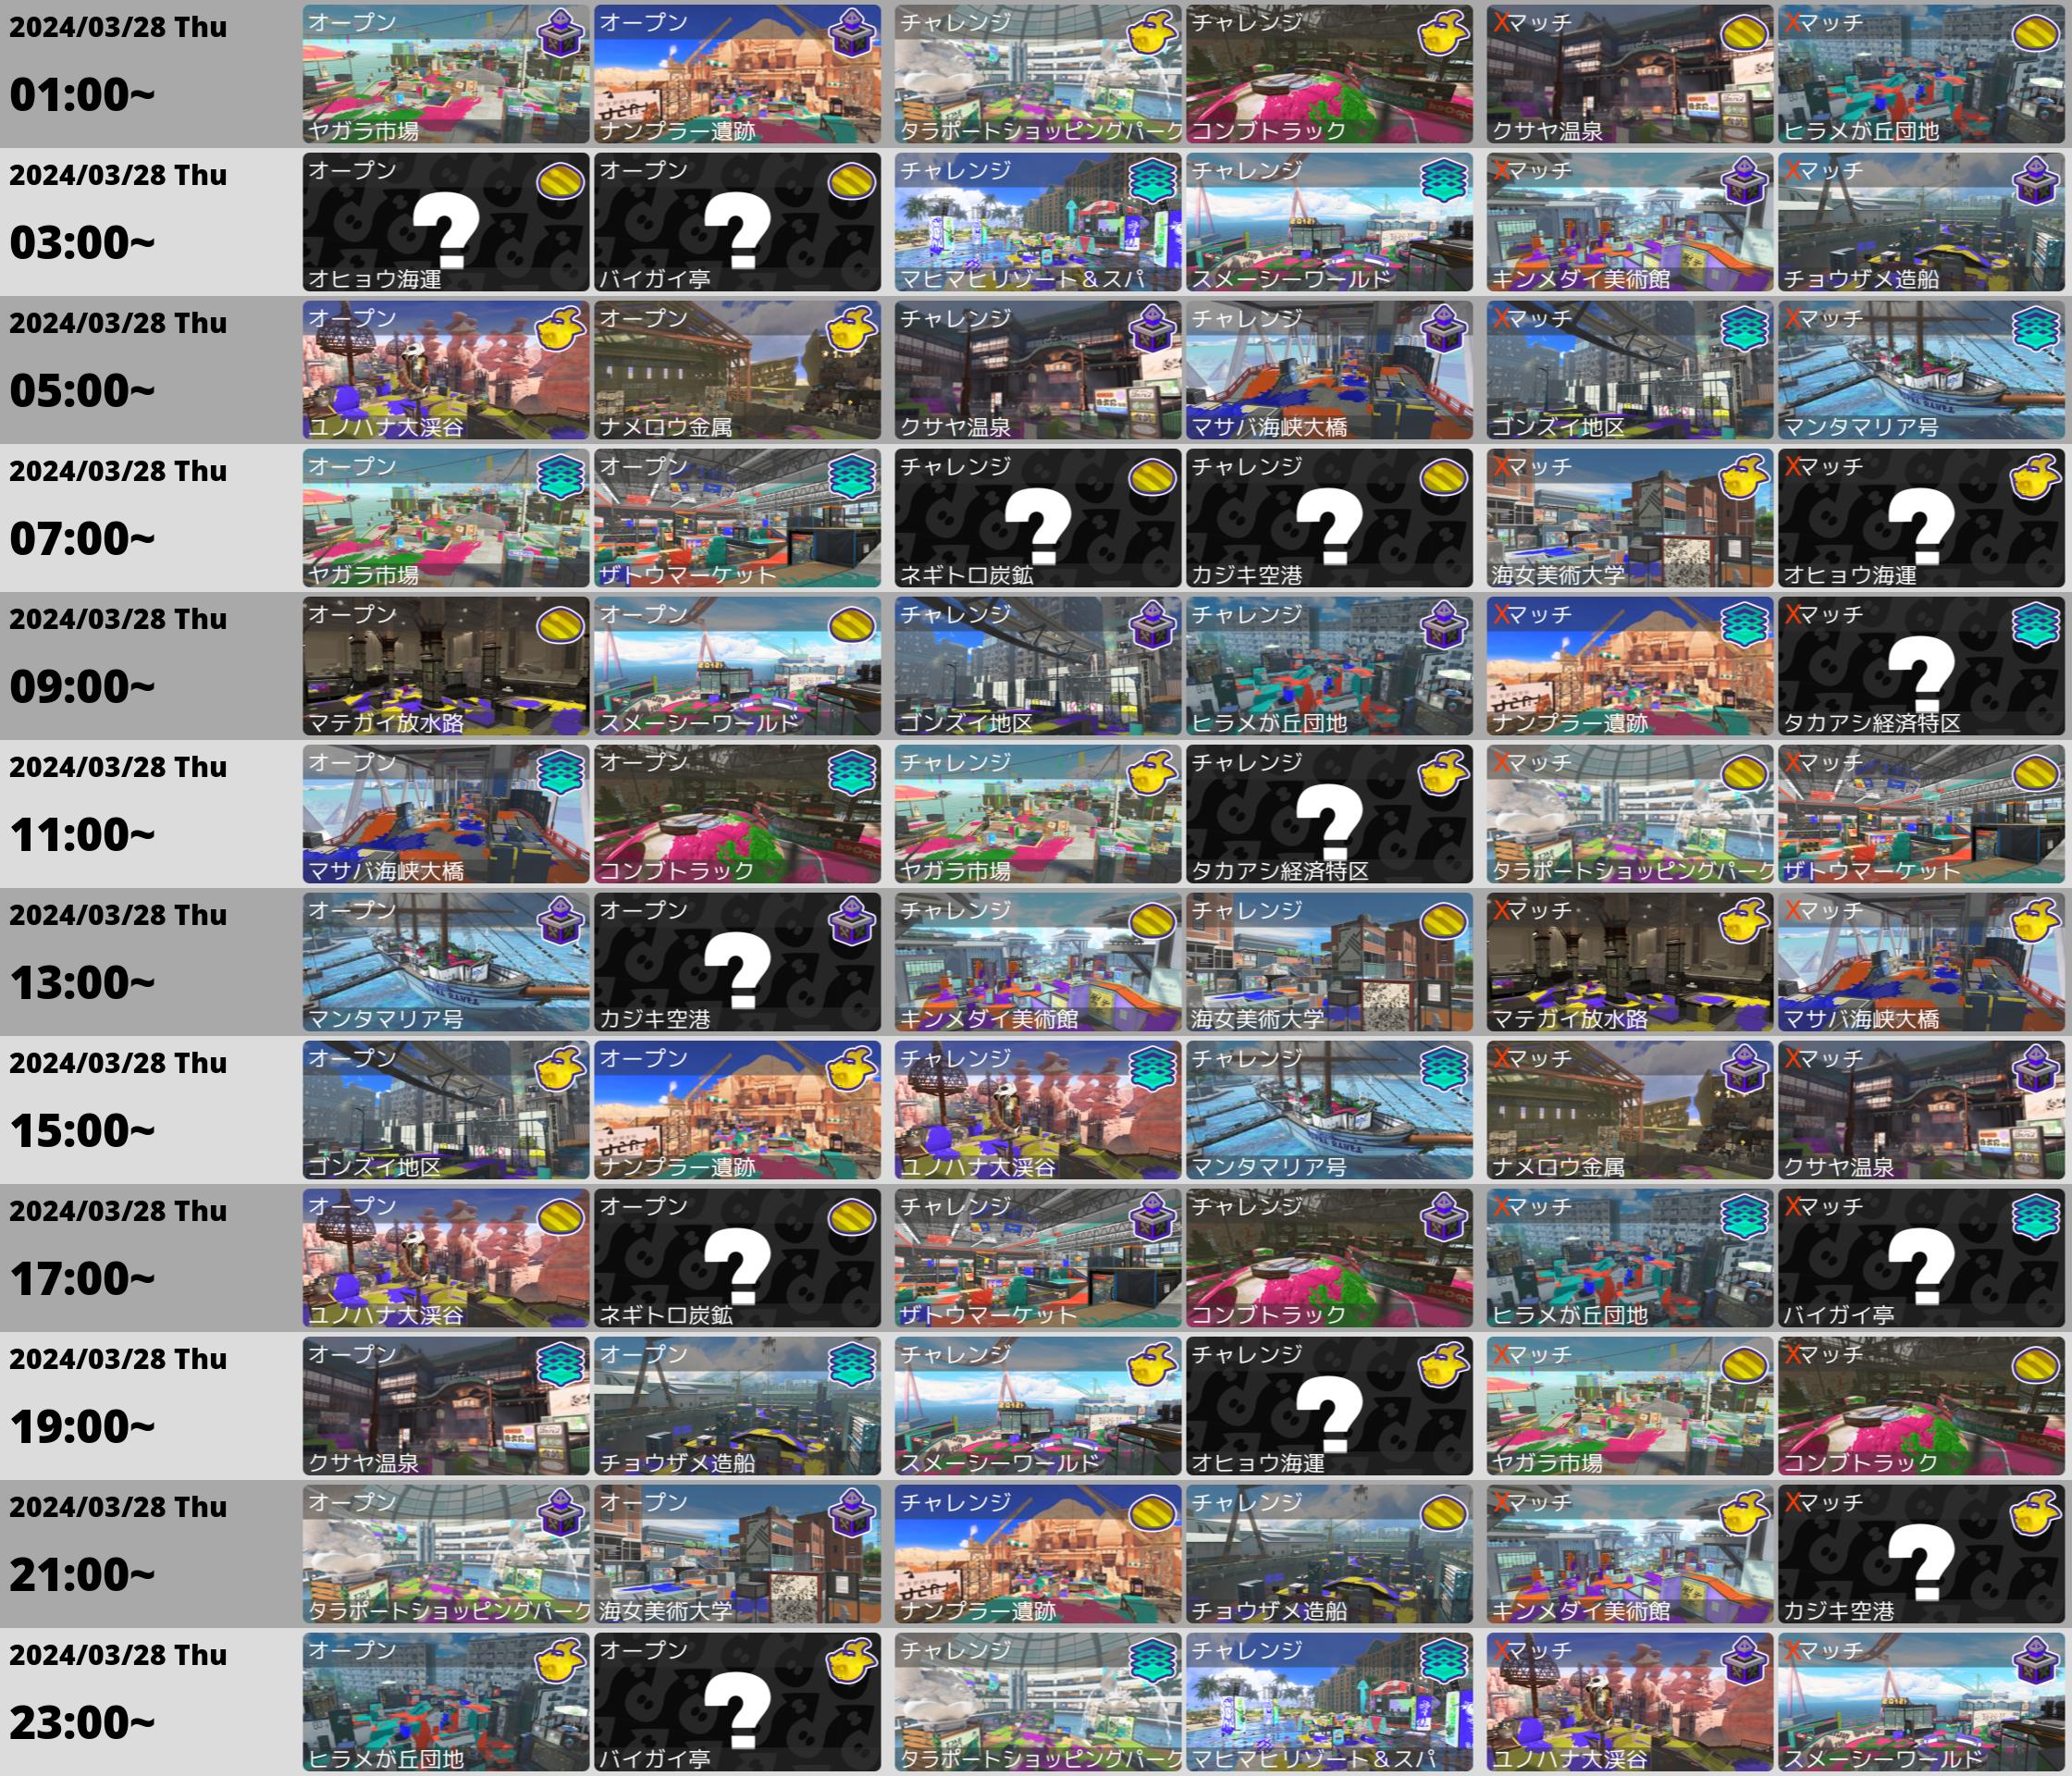 2024/03/28 Thu
01:00~
オープン
ヤガラ市場
オープン
ナンプラー遺跡
チャレンジ
タラポートショッピングパーク
チャレンジ
コンブトラック
Xマッチ
クサヤ温泉
Xマッチ
ヒラメが丘団地
2024/03/28 Thu
03:00~
オープン
?
オヒョウ海運
オープン
?
バイガイ亭
チャレンジ
マヒマヒリゾート＆スパ
チャレンジ
スメーシーワールド
Xマッチ
キンメダイ美術館
Xマッチ
チョウザメ造船
2024/03/28 Thu
05:00~
オープン
ユノハナ大渓谷
オープン
ナメロウ金属
チャレンジ
クサヤ温泉
チャレンジ
マサバ海峡大橋
Xマッチ
ゴンズイ地区
Xマッチ
マンタマリア号
2024/03/28 Thu
07:00~
オープン
ヤガラ市場
オープン
ザトウマーケット
チャレンジ
?
ネギトロ炭鉱
チャレンジ
?
カジキ空港
Xマッチ
海女美術大学
Xマッチ
?
オヒョウ海運
2024/03/28 Thu
09:00~
オープン
マテガイ放水路
オープン
スメーシーワールド
チャレンジ
ゴンズイ地区
チャレンジ
ヒラメが丘団地
Xマッチ
ナンプラー遺跡
Xマッチ
?
タカアシ経済特区
2024/03/28 Thu
11:00~
オープン
マサバ海峡大橋
オープン
コンブトラック
チャレンジ
ヤガラ市場
チャレンジ
?
タカアシ経済特区
Xマッチ
タラポートショッピングパーク
Xマッチ
ザトウマーケット
2024/03/28 Thu
13:00~
オープン
マンタマリア号
オープン
?
カジキ空港
チャレンジ
キンメダイ美術館
チャレンジ
海女美術大学
Xマッチ
マテガイ放水路
Xマッチ
マサバ海峡大橋
2024/03/28 Thu
15:00~
オープン
ゴンズイ地区
オープン
ナンプラー遺跡
チャレンジ
ユノハナ大渓谷
チャレンジ
マンタマリア号
Xマッチ
ナメロウ金属
Xマッチ
クサヤ温泉
2024/03/28 Thu
17:00~
オープン
ユノハナ大渓谷
オープン
?
ネギトロ炭鉱
チャレンジ
ザトウマーケット
チャレンジ
コンブトラック
Xマッチ
ヒラメが丘団地
Xマッチ
?
バイガイ亭
2024/03/28 Thu
19:00~
オープン
クサヤ温泉
オープン
チョウザメ造船
チャレンジ
スメーシーワールド
チャレンジ
?
オヒョウ海運
Xマッチ
ヤガラ市場
Xマッチ
コンブトラック
2024/03/28 Thu
21:00~
オープン
タラポートショッピングパーク
オープン
海女美術大学
チャレンジ
ナンプラー遺跡
チャレンジ
チョウザメ造船
Xマッチ
キンメダイ美術館
Xマッチ
?
カジキ空港
2024/03/28 Thu
23:00~
オープン
ヒラメが丘団地
オープン
?
バイガイ亭
チャレンジ
タラポートショッピングパーク
チャレンジ
マヒマヒリゾート＆スパ
Xマッチ
ユノハナ大渓谷
Xマッチ
スメーシーワールド